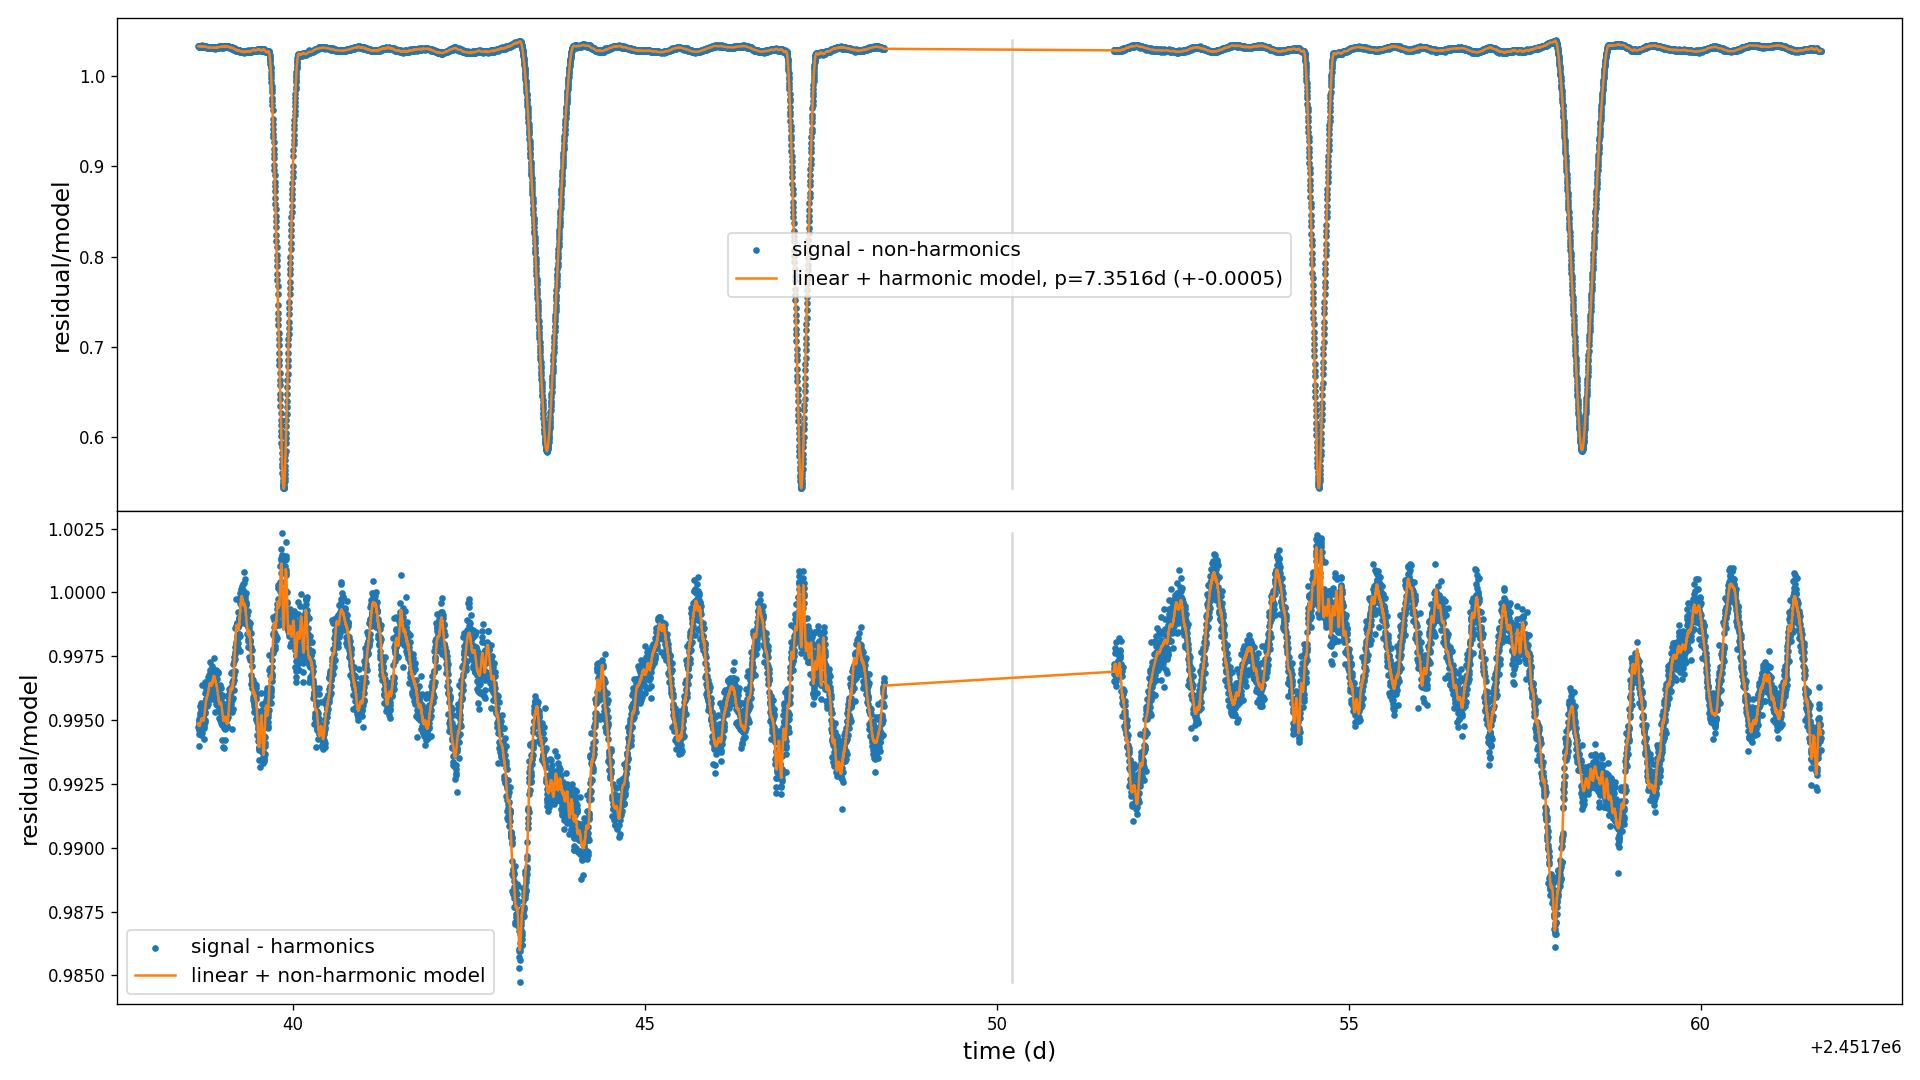 1.0
0.9
0.8
0.7
0.6
residual/model
signal - non-harmonics
linear + harmonic model, p=7.3516d (+-0.0005)
1.0025
1.0000
0.9975
0.9950
0.9925
0.9900
0.9875
0.9850
residual/model
signal - harmonics
linear + non-harmonic model
40
45
50
55
60
time (d)
+2.4517e6